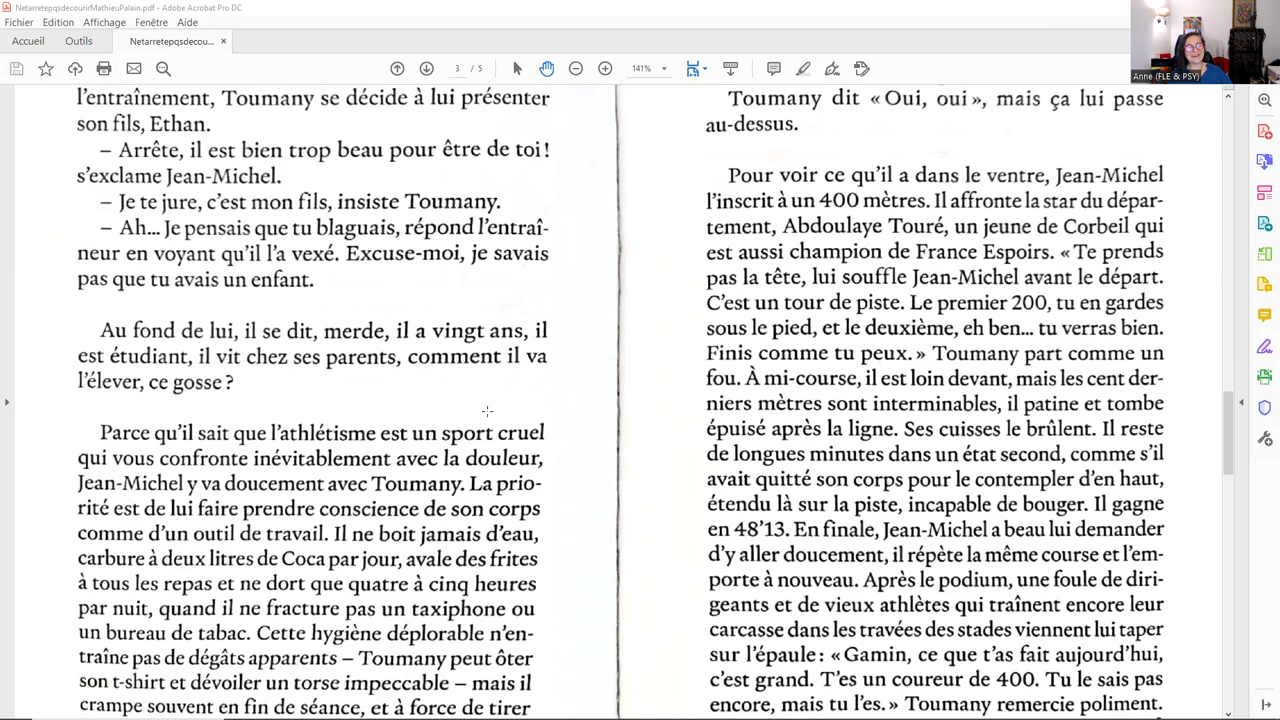 NetarretepqsdecourirMathieuPalain.pdf - Adobe Acrobat Pro DC
Fichier Edition Affichage Fenêtre Aide
Accueil Outils Netarretepqsdecou... ×
3 / 5 141%
Anne (FLE & PSY)
l'entraînement, Toumany se décide à lui présenter
son fils, Ethan.
– Arrête, il est bien trop beau pour être de toi !
s'exclame Jean-Michel.
– Je te jure, c'est mon fils, insiste Toumany.
– Ah... Je pensais que tu blaguais, répond l'entraî-
neur en voyant qu'il l'a vexé. Excuse-moi, je savais
pas que tu avais un enfant.
Au fond de lui, il se dit, merde, il a vingt ans, il
est étudiant, il vit chez ses parents, comment il va
l'élever, ce gosse ?
Parce qu'il sait que l'athlétisme est un sport cruel
qui vous confronte inévitablement avec la douleur,
Jean-Michel y va doucement avec Toumany. La prio-
rité est de lui faire prendre conscience de son corps
comme d'un outil de travail. Il ne boit jamais d'eau,
carbure à deux litres de Coca par jour, avale des frites
à tous les repas et ne dort que quatre à cinq heures
par nuit, quand il ne fracture pas un taxiphone ou
un bureau de tabac. Cette hygiène déplorable n'en-
traîne pas de dégâts apparents – Toumany peut ôter
son t-shirt et dévoiler un torse impeccable – mais il
crampe souvent en fin de séance, et à force de tirer
Toumany dit « Oui, oui », mais ça lui passe
au-dessus.
Pour voir ce qu'il a dans le ventre, Jean-Michel
l'inscrit à un 400 mètres. Il affronte la star du dépar-
tement, Abdoulaye Touré, un jeune de Corbeil qui
est aussi champion de France Espoirs. « Te prends
pas la tête, lui souffle Jean-Michel avant le départ.
C'est un tour de piste. Le premier 200, tu en gardes
sous le pied, et le deuxième, eh ben... tu verras bien.
Finis comme tu peux. » Toumany part comme un
fou. À mi-course, il est loin devant, mais les cent der-
niers mètres sont interminables, il patine et tombe
épuisé après la ligne. Ses cuisses le brûlent. Il reste
de longues minutes dans un état second, comme s'il
avait quitté son corps pour le contempler d'en haut,
étendu là sur la piste, incapable de bouger. Il gagne
en 48'13. En finale, Jean-Michel a beau lui demander
d'y aller doucement, il répète la même course et l'em-
porte à nouveau. Après le podium, une foule de diri-
geants et de vieux athlètes qui traînent encore leur
carcasse dans les travées des stades viennent lui taper
sur l'épaule : « Gamin, ce que t'as fait aujourd'hui,
c'est grand. T'es un coureur de 400. Tu le sais pas
encore, mais tu l'es. » Toumany remercie poliment.